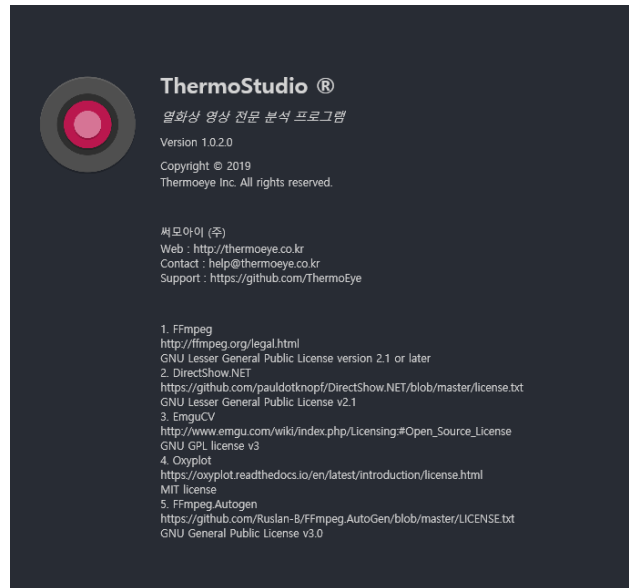 ThermoStudio ®
열화상 영상 전문 분석 프로그램
Version 1.0.2.0
Copyright © 2019
Thermoeye Inc. All rights reserved.
써모아이 (주)
Web : http://thermoeye.co.kr
Contact : help@thermoeye.co.kr
Support : https://github.com/ThermoEye
1. FFmpeg
http://ffmpeg.org/legal.html
GNU Lesser General Public License version 2.1 or later
2. DirectShow.NET
https://github.com/pauldotknopf/DirectShow.NET/blob/master/license.txt
GNU Lesser General Public License v2.1
3. EmguCV
http://www.emgu.com/wiki/index.php/Licensing:#Open_Source_License
GNU GPL license v3
4. Oxyplot
https://oxyplot.readthedocs.io/en/latest/introduction/license.html
MIT license
5. FFmpeg.Autogen
https://github.com/Ruslan-B/FFmpeg.AutoGen/blob/master/LICENSE.txt
GNU General Public License v3.0